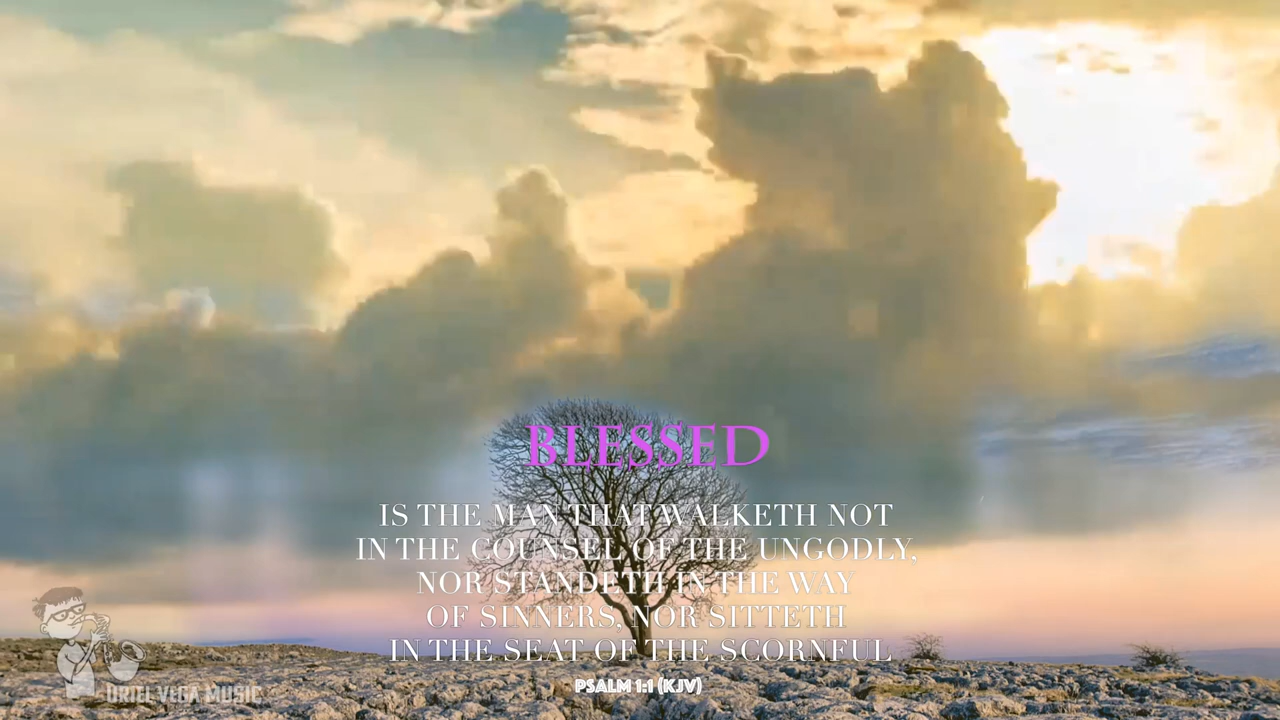 BLESSED
IS THE MAN THAT WALKETH NOT
IN THE COUNSEL OF THE UNGODLY,
NOR STANDETH IN THE WAY
OF SINNERS, NOR SITTETH
IN THE SEAT OF THE SCORNFUL
PSALM 1:1 (KJV)
ORIEL VEGA MUSIC